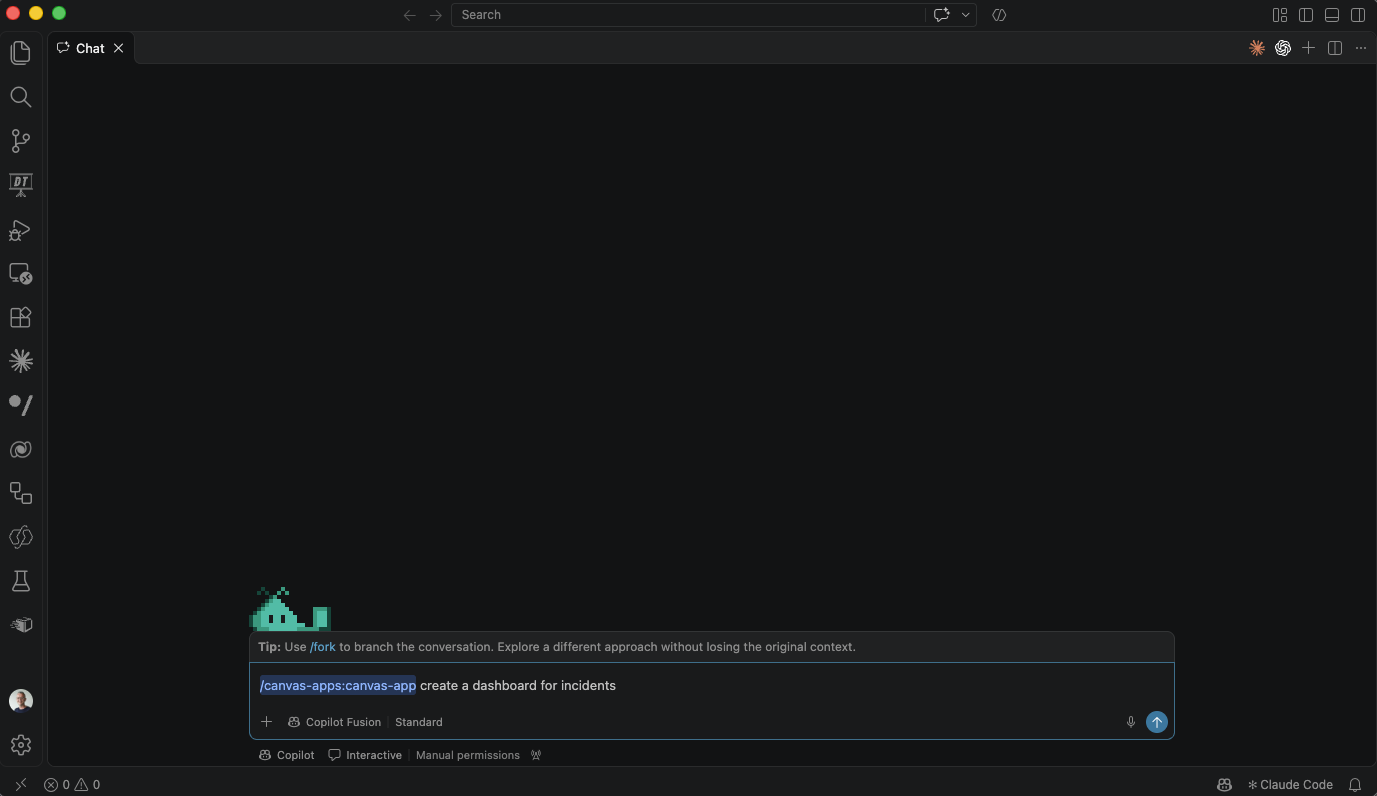 Search
Chat
DT
Tip: Use /fork to branch the conversation. Explore a different approach without losing the original context.
/canvas-apps:canvas-app create a dashboard for incidents
Copilot Fusion Standard
Copilot Interactive Manual permissions
0 0 Claude Code